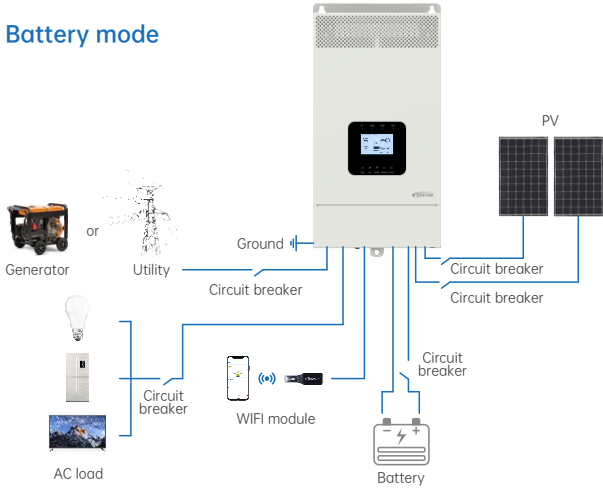 Battery mode
PV
or
Ground
Generator
Utility
Circuit breaker
Circuit breaker
Circuit breaker
Circuit
breaker
Circuit
breaker
WIFI module
AC load
Battery